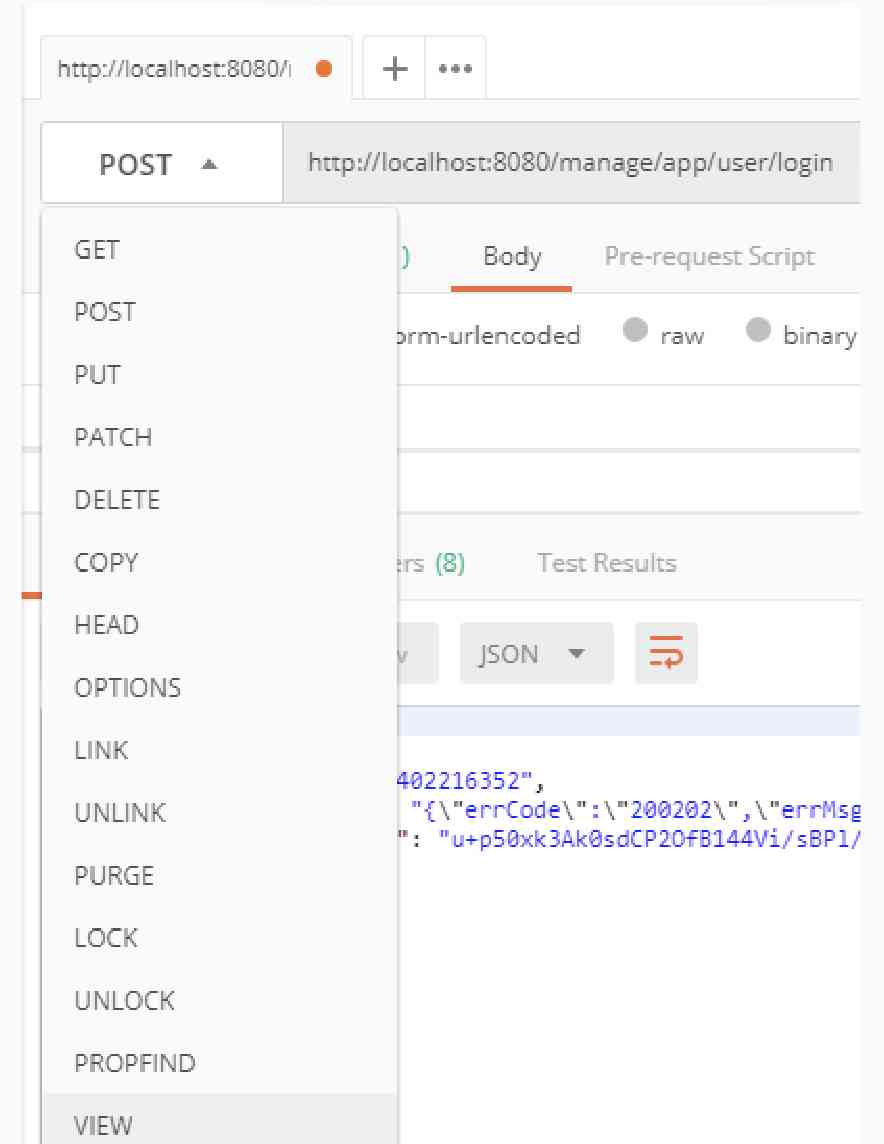 http://localhost:8080/
POST http://localhost:8080/manage/app/user/login
GET
) Body Pre-request Script
POST
orm-urlencoded raw binary
PUT
PATCH
DELETE
COPY
ers (8) Test Results
HEAD
JSON
OPTIONS
LINK
402216352",
UNLINK
"{\"errCode\":\"200202\",\"errMsg
": "u+p50xk3Ak0sdCP2OfB144Vi/sBPl/
PURGE
LOCK
UNLOCK
PROPFIND
VIEW